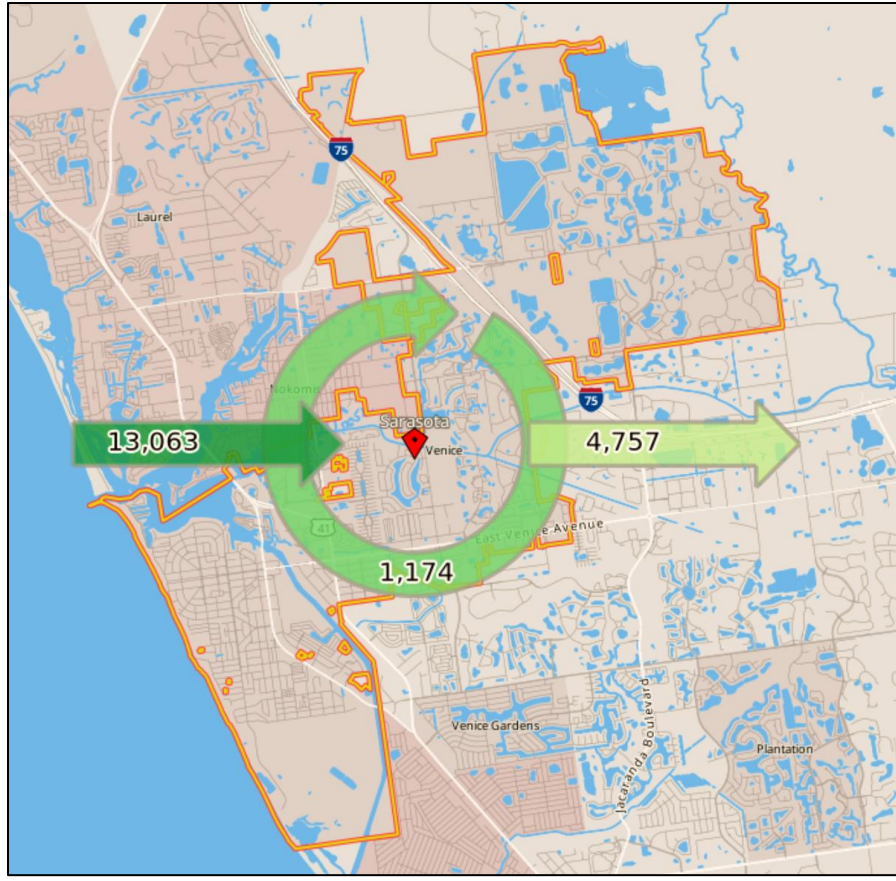 75
Laurel
Nokomis
75
Sarasota
13,063
4,757
Venice
41
East Venice Avenue
1,174
Jacaranda Boulevard
Venice Gardens
Plantation